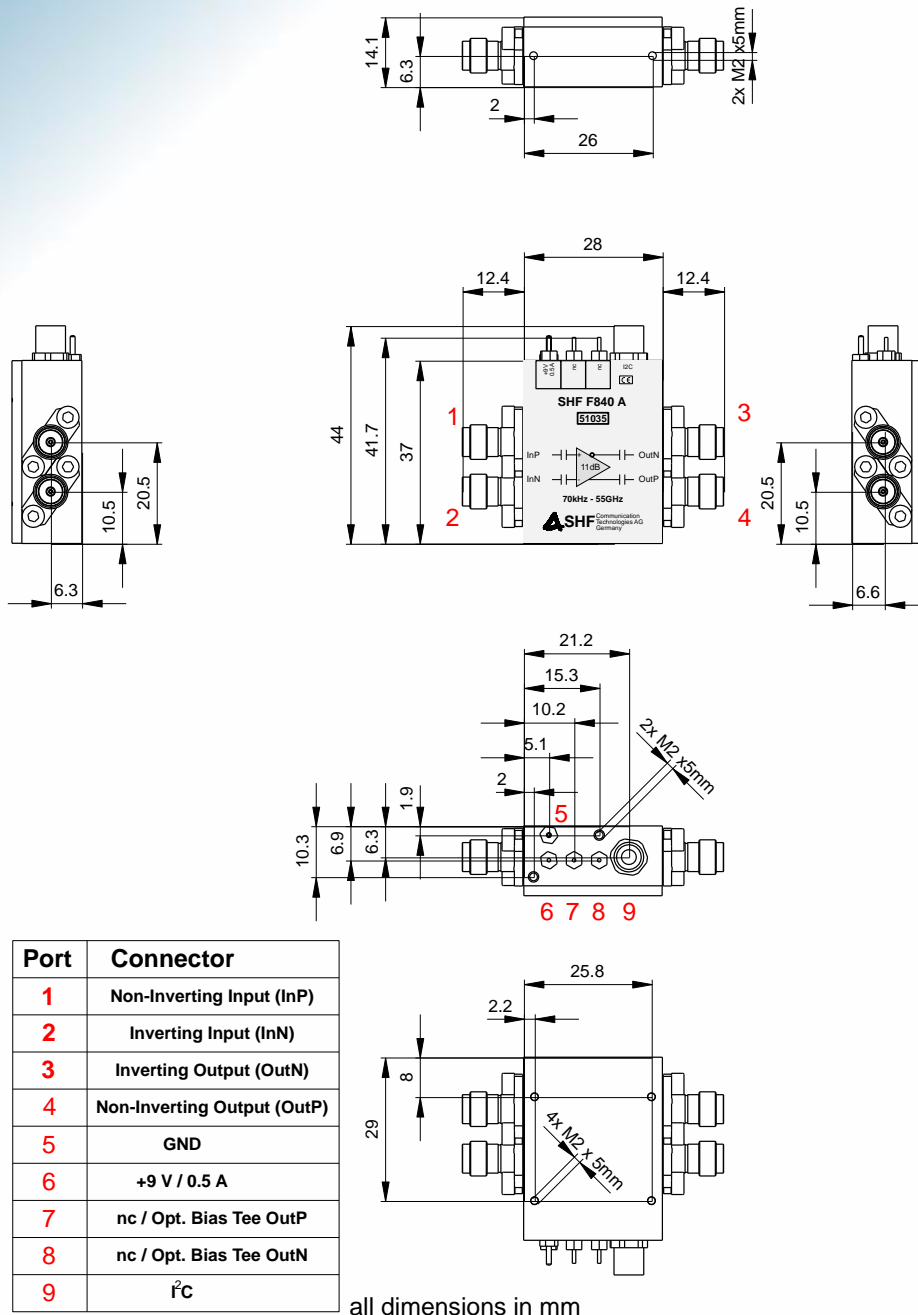 14.1
6.3
2x M2 x5mm
2
26
28
12.4
12.4
44
41.7
37
+9V
0.5 A
nc
nc
I2C
CE
SHF F840 A
51035
1
3
InP
+
OutN
11dB
InN
-
OutP
2
4
70kHz - 55GHz
SHF Communication
Technologies AG
Germany
20.5
10.5
6.3
20.5
10.5
6.6
21.2
15.3
10.2
5.1
2
2x M2 x5mm
1.9
5
10.3
6.9
6.3
6 7 8 9
Port Connector
1 Non-Inverting Input (InP)
2 Inverting Input (InN)
3 Inverting Output (OutN)
4 Non-Inverting Output (OutP)
5 GND
6 +9 V / 0.5 A
7 nc / Opt. Bias Tee OutP
8 nc / Opt. Bias Tee OutN
9 I²C
25.8
2.2
8
29
4x M2 x 5mm
all dimensions in mm